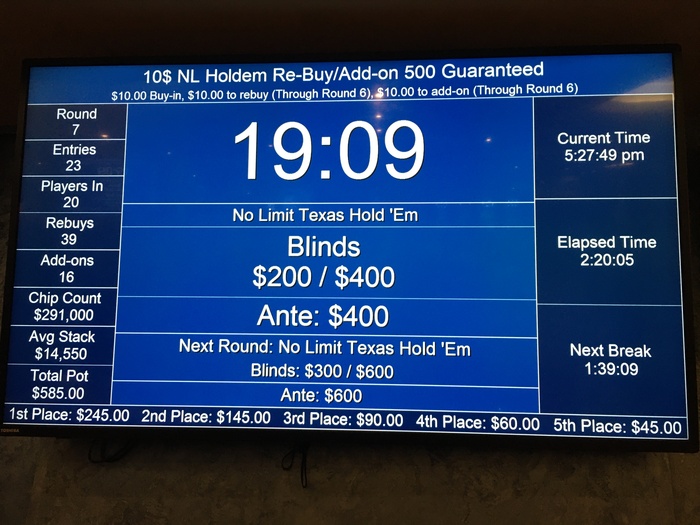 10$ NL Holdem Re-Buy/Add-on 500 Guaranteed
$10.00 Buy-in, $10.00 to rebuy (Through Round 6), $10.00 to add-on (Through Round 6)
Round
7
Entries
23
Players In
20
Rebuys
39
Add-ons
16
Chip Count
$291,000
Avg Stack
$14,550
Total Pot
$585.00
19:09
No Limit Texas Hold 'Em
Blinds
$200 / $400
Ante: $400
Next Round: No Limit Texas Hold 'Em
Blinds: $300 / $600
Ante: $600
Current Time
5:27:49 pm
Elapsed Time
2:20:05
Next Break
1:39:09
1st Place: $245.00 2nd Place: $145.00 3rd Place: $90.00 4th Place: $60.00 5th Place: $45.00
TOSHIBA